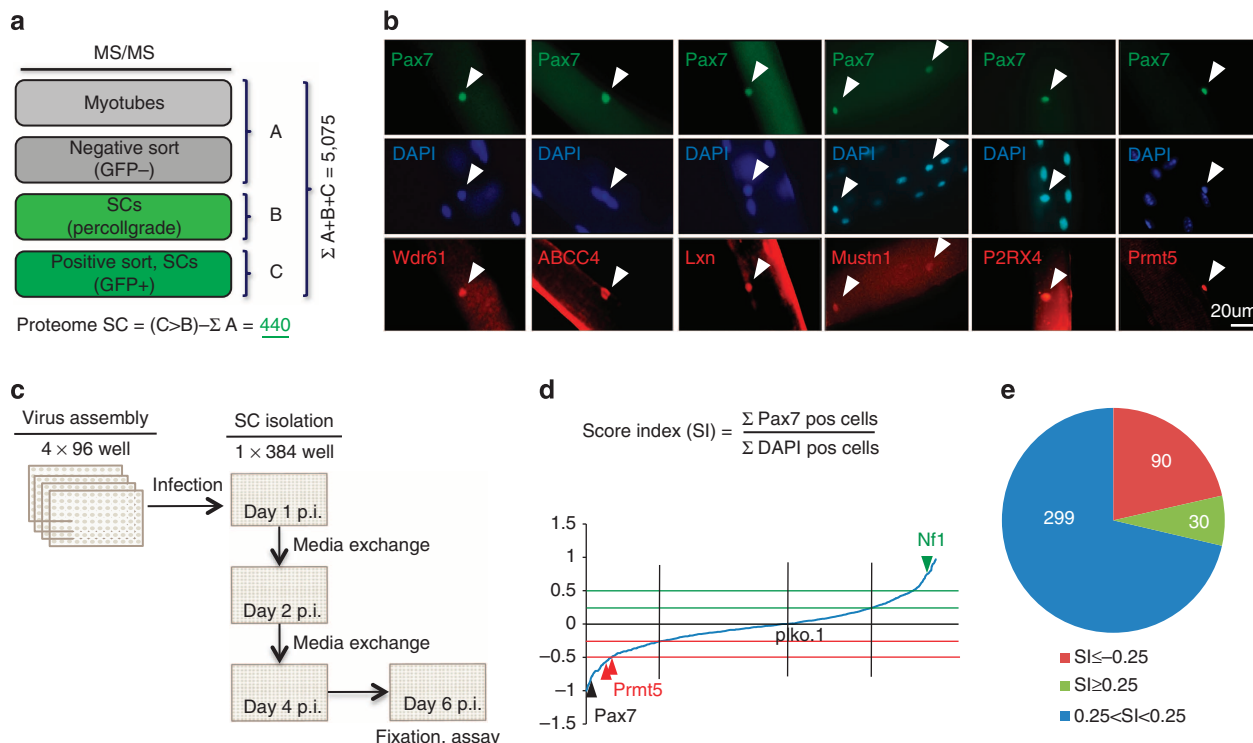 a
MS/MS
Myotubes
Negative sort
(GFP–)
SCs
(percollgrade)
Positive sort, SCs
(GFP+)
A
B
C
Σ A+B+C = 5,075
Proteome SC = (C>B)–Σ A = 440
b
Pax7 Pax7 Pax7 Pax7 Pax7 Pax7
DAPI DAPI DAPI DAPI DAPI DAPI
Wdr61 ABCC4 Lxn Mustn1 P2RX4 Prmt5
20um
c
Virus assembly
4 × 96 well
SC isolation
1 × 384 well
Infection
Day 1 p.i.
Media exchange
Day 2 p.i.
Media exchange
Day 4 p.i.
Day 6 p.i.
Fixation, assay
d
Score index (SI) = Σ Pax7 pos cells
Σ DAPI pos cells
1.5
1
0.5
0
–0.5
–1
–1.5
Nf1
plko.1
Prmt5
Pax7
e
90
30
299
SI≤–0.25
SI≥0.25
0.25<SI<0.25